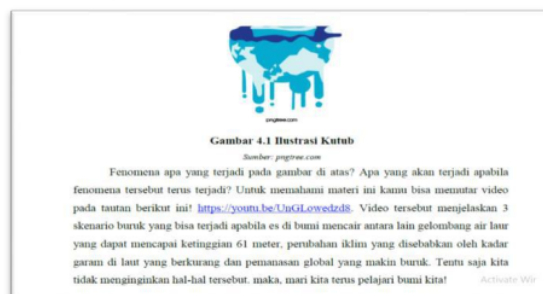 pngtree.com
Gambar 4.1 Ilustrasi Kutub
Sumber: pngtree.com
Fenomena apa yang terjadi pada gambar di atas? Apa yang akan terjadi apabila
fenomena tersebut terus terjadi? Untuk memahami materi ini kamu bisa memutar video
pada tautan berikut ini! https://youtu.be/UnGLowedzd8. Video tersebut menjelaskan 3
skenario buruk yang bisa terjadi apabila es di bumi mencair antara lain gelombang air laur
yang dapat mencapai ketinggian 61 meter, perubahan iklim yang disebabkan oleh kadar
garam di laut yang berkurang dan pemanasan global yang makin buruk. Tentu saja kita
tidak menginginkan hal-hal tersebut. maka, mari kita terus pelajari bumi kita!
Activate Wir